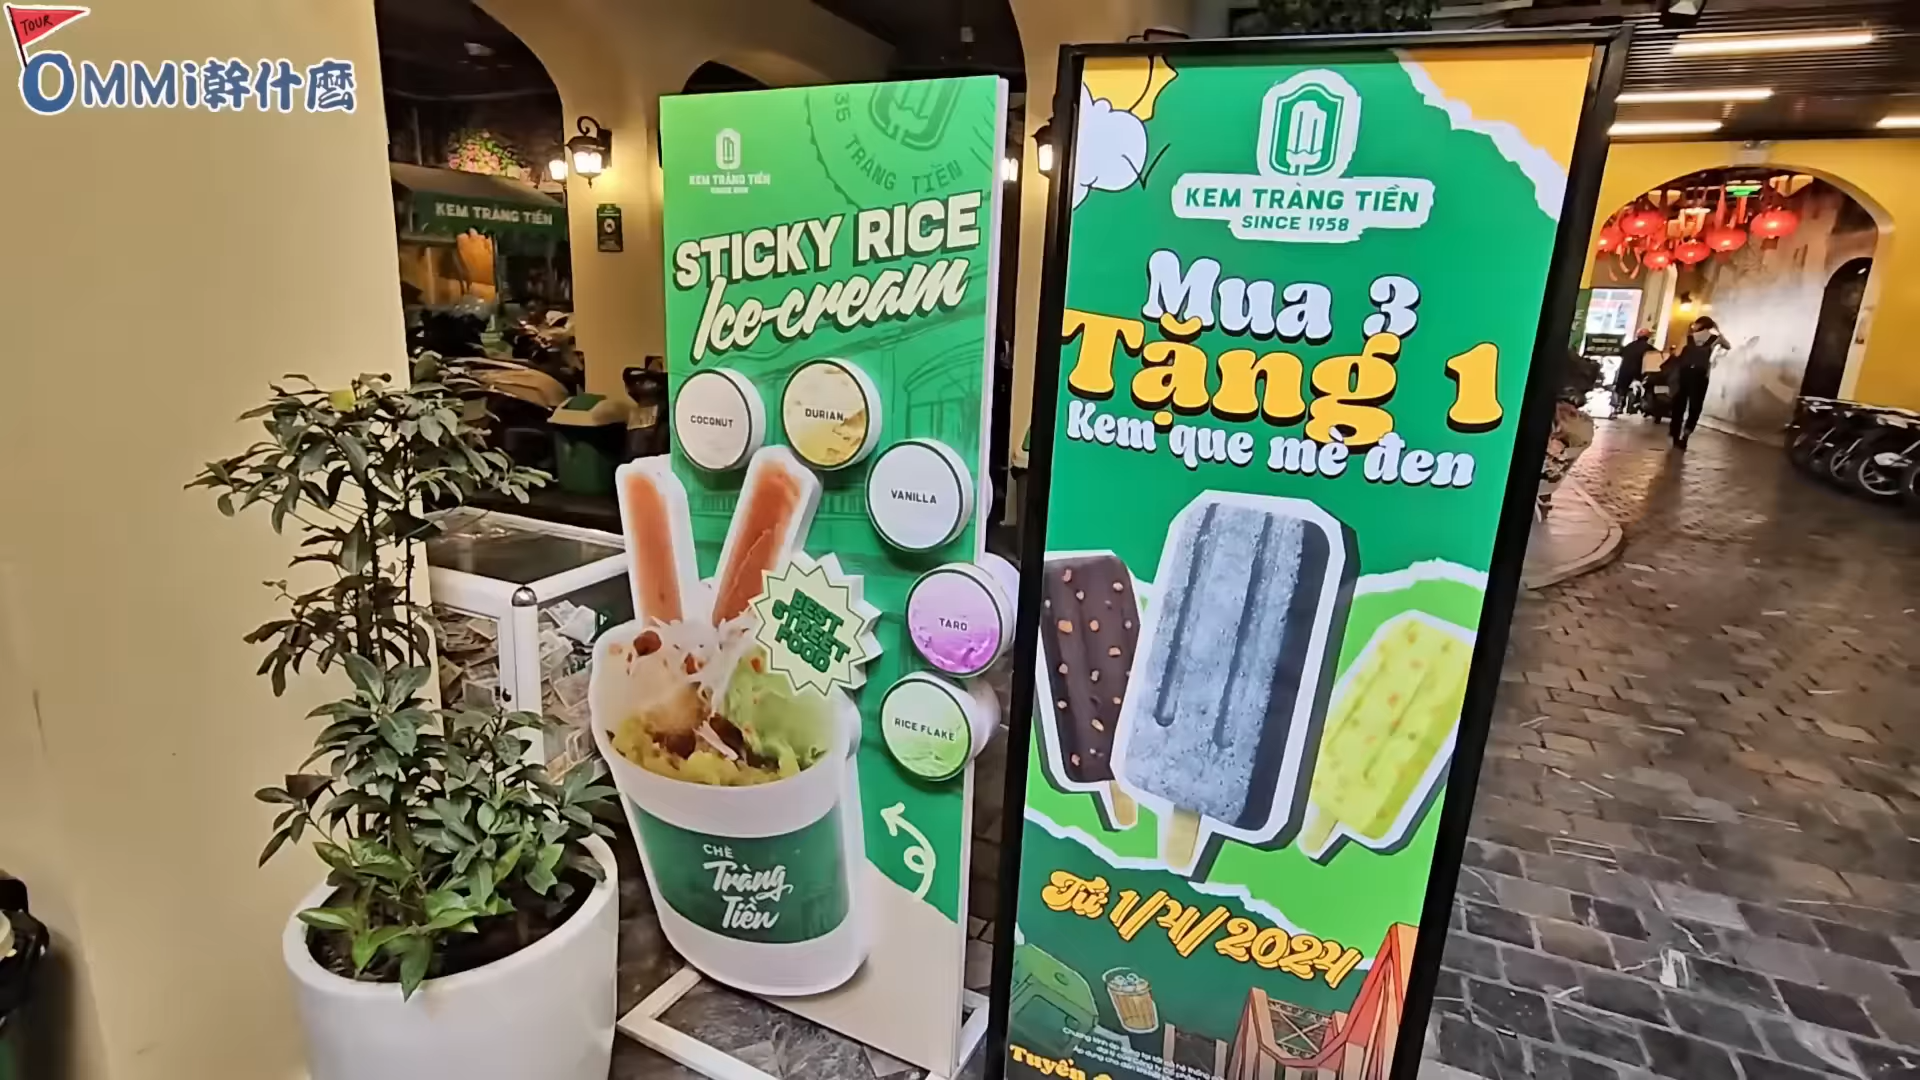 TOUR
OMMi幹什麼
KEM TRÀNG TIỀN
KEM TRÀNG TIỀN
35 TRÀNG TIỀN
STICKY RICE
Ice-cream
COCONUT
DURIAN
VANILLA
TARO
RICE FLAKE
BEST
STREET
FOOD
CHÈ
Tràng
Tiền
KEM TRÀNG TIỀN
SINCE 1958
Mua 3
Tặng 1
Kem que mè đen
Từ 1/4/2024
Tuyền